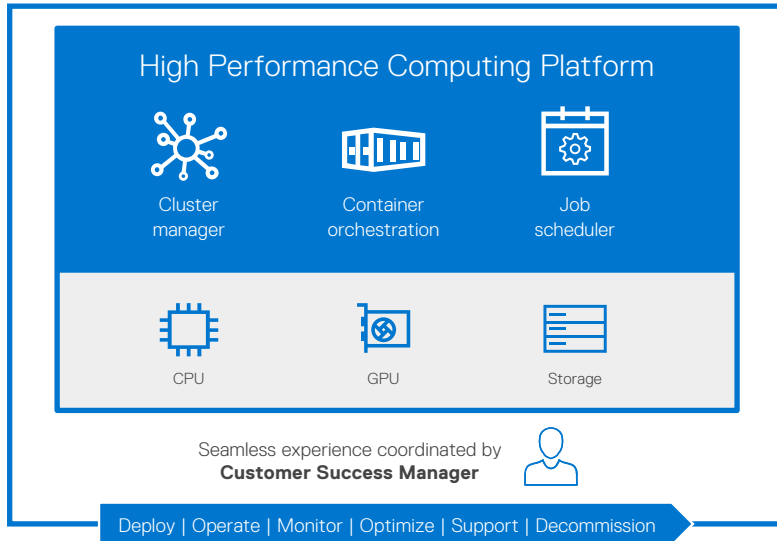 High Performance Computing Platform
Cluster
manager
Container
orchestration
Job
scheduler
CPU
GPU
Storage
Seamless experience coordinated by
Customer Success Manager
Deploy | Operate | Monitor | Optimize | Support | Decommission